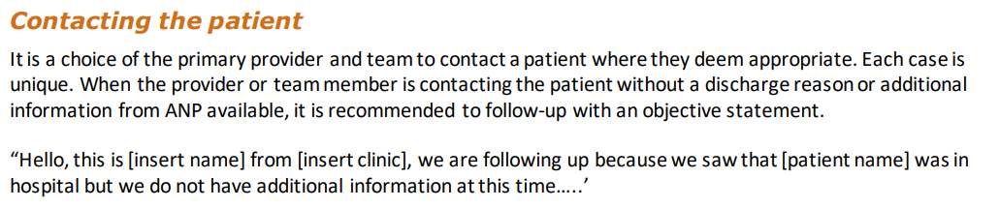 Contacting the patient
It is a choice of the primary provider and team to contact a patient where they deem appropriate. Each case is
unique. When the provider or team member is contacting the patient without a discharge reason or additional
information from ANP available, it is recommended to follow-up with an objective statement.
“Hello, this is [insert name] from [insert clinic], we are following up because we saw that [patient name] was in
hospital but we do not have additional information at this time…..’